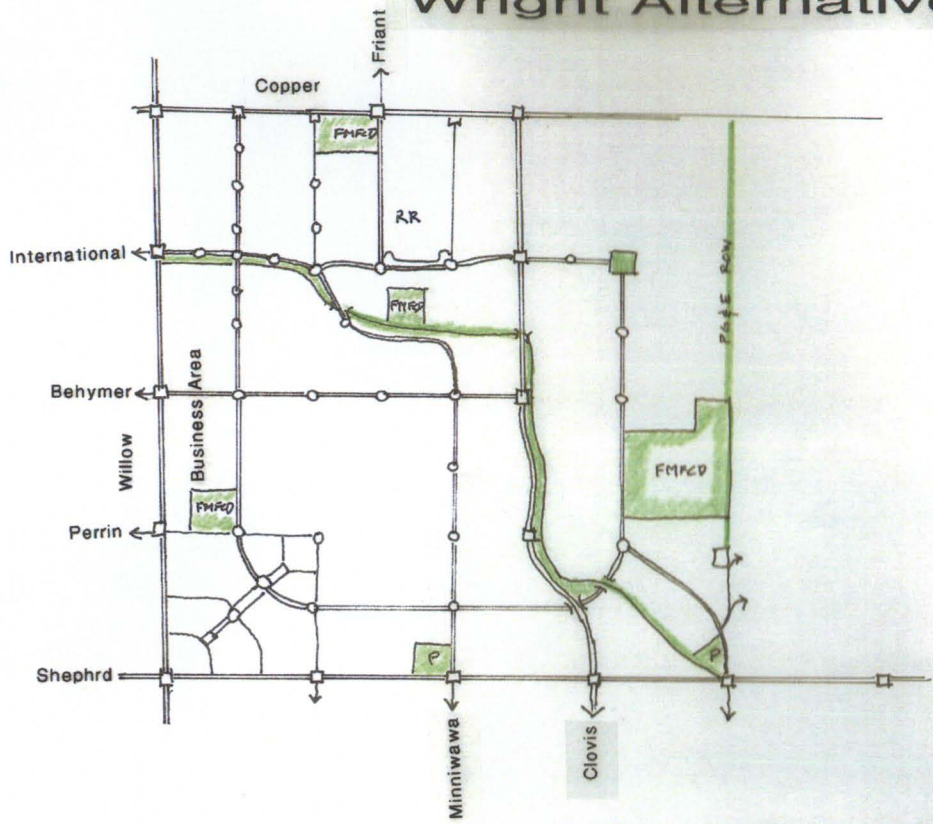 Wright Alternative
Friant
Copper
FMFCD
RR
International
FMFCD
PG&E ROW
Behymer
Business Area
Willow
FMFCD
FMFCD
Perrin
P
P
Shephrd
Minniwawa
Clovis